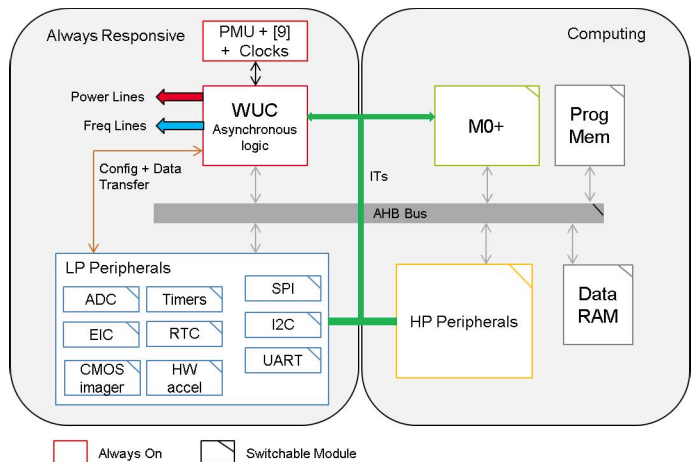 Always Responsive
PMU + [9]
+ Clocks
Computing
Power Lines
Freq Lines
WUC
Asynchronous
logic
M0+
Prog
Mem
Config + Data
Transfer
ITs
AHB Bus
LP Peripherals
ADC
Timers
SPI
EIC
RTC
I2C
CMOS
imager
HW
accel
UART
HP Peripherals
Data
RAM
Always On
Switchable Module